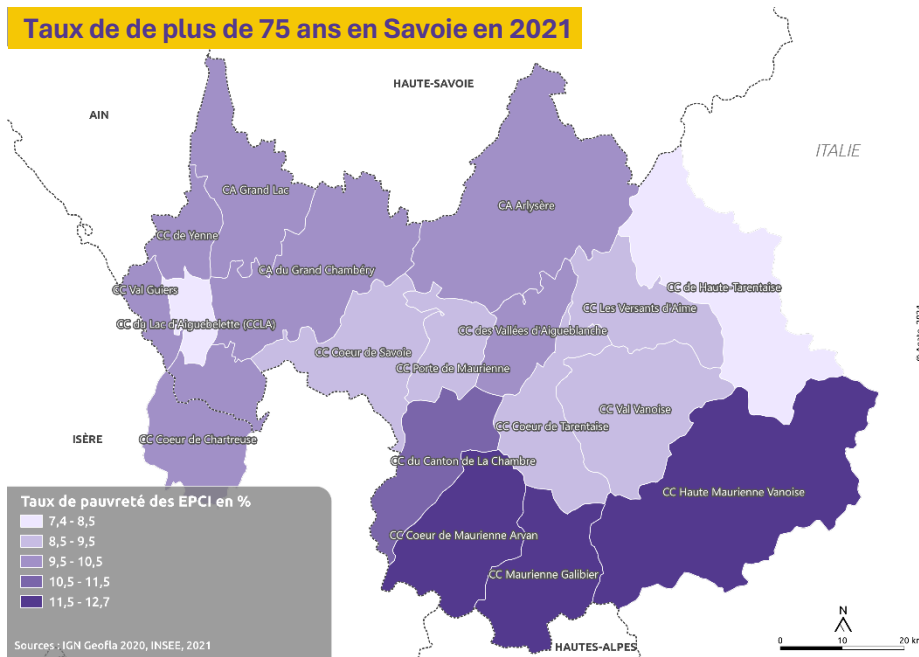 Taux de de plus de 75 ans en Savoie en 2021
HAUTE-SAVOIE
AIN
ITALIE
CA Grand Lac
CA Arlysère
CC de Yenne
CA du Grand Chambéry
CC Val Guiers
CC de Haute-Tarentaise
CC Les Versants d'Aime
CC du Lac d'Aiguebelette (CCLA)
CC des Vallées d'Aigueblanche
CC Coeur de Savoie
CC Porte de Maurienne
CC Val Vanoise
CC Coeur de Tarentaise
ISÈRE
CC Coeur de Chartreuse
CC du Canton de La Chambre
CC Haute Maurienne Vanoise
CC Coeur de Maurienne Arvan
CC Maurienne Galibier
Taux de pauvreté des EPCI en %
7,4 - 8,5
8,5 - 9,5
9,5 - 10,5
10,5 - 11,5
11,5 - 12,7
Sources : IGN Geofla 2020, INSEE, 2021
HAUTES-ALPES
N
0 10 20 km